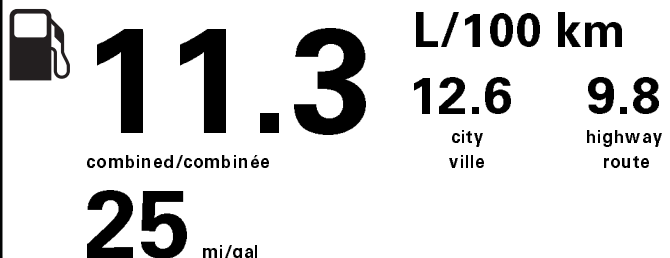 11.3 L/100 km
12.6 9.8
city highway
combined/combinée ville route
25 mi/gal